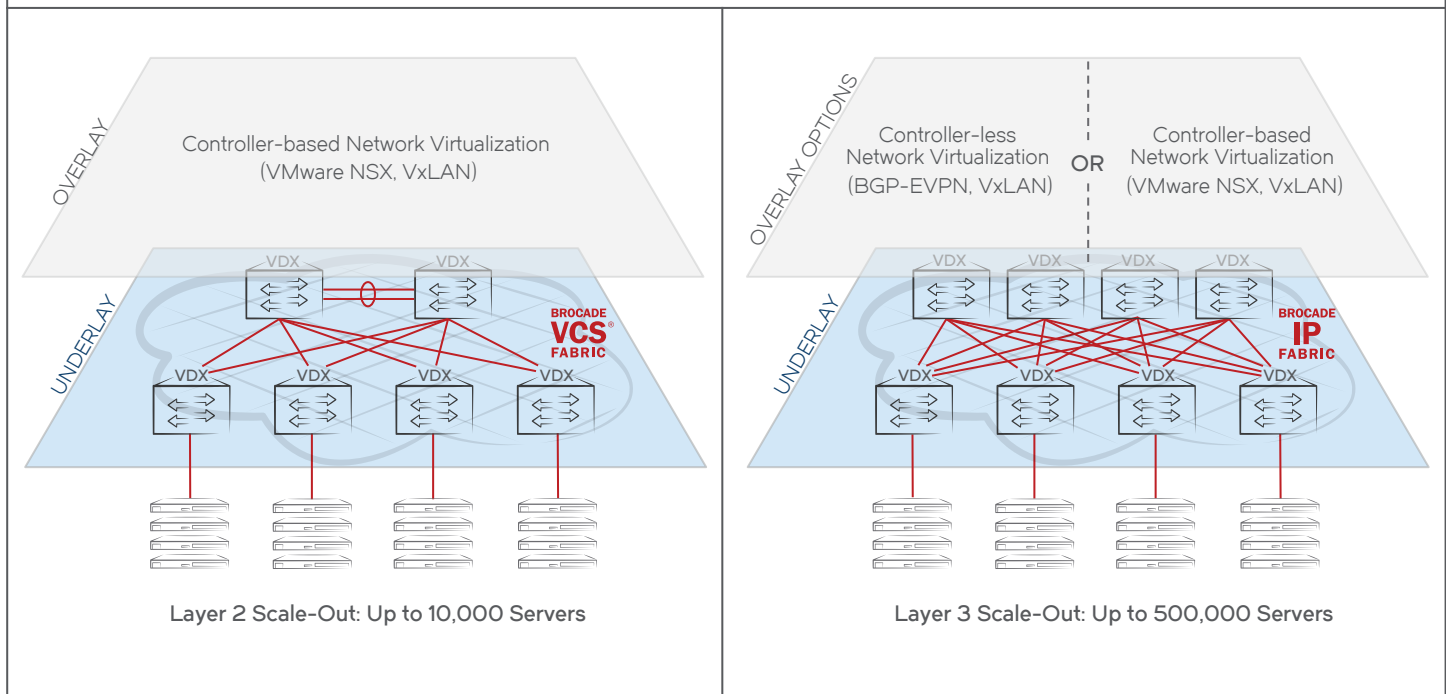 OVERLAY
Controller-based Network Virtualization
(VMware NSX, VxLAN)
UNDERLAY
VDX
VDX
BROCADE
VCS®
FABRIC
VDX
VDX
VDX
VDX
Layer 2 Scale-Out: Up to 10,000 Servers
OVERLAY OPTIONS
Controller-less
Network Virtualization
(BGP-EVPN, VxLAN)
OR
Controller-based
Network Virtualization
(VMware NSX, VxLAN)
UNDERLAY
VDX
VDX
VDX
VDX
BROCADE
IP
FABRIC
VDX
VDX
VDX
VDX
Layer 3 Scale-Out: Up to 500,000 Servers